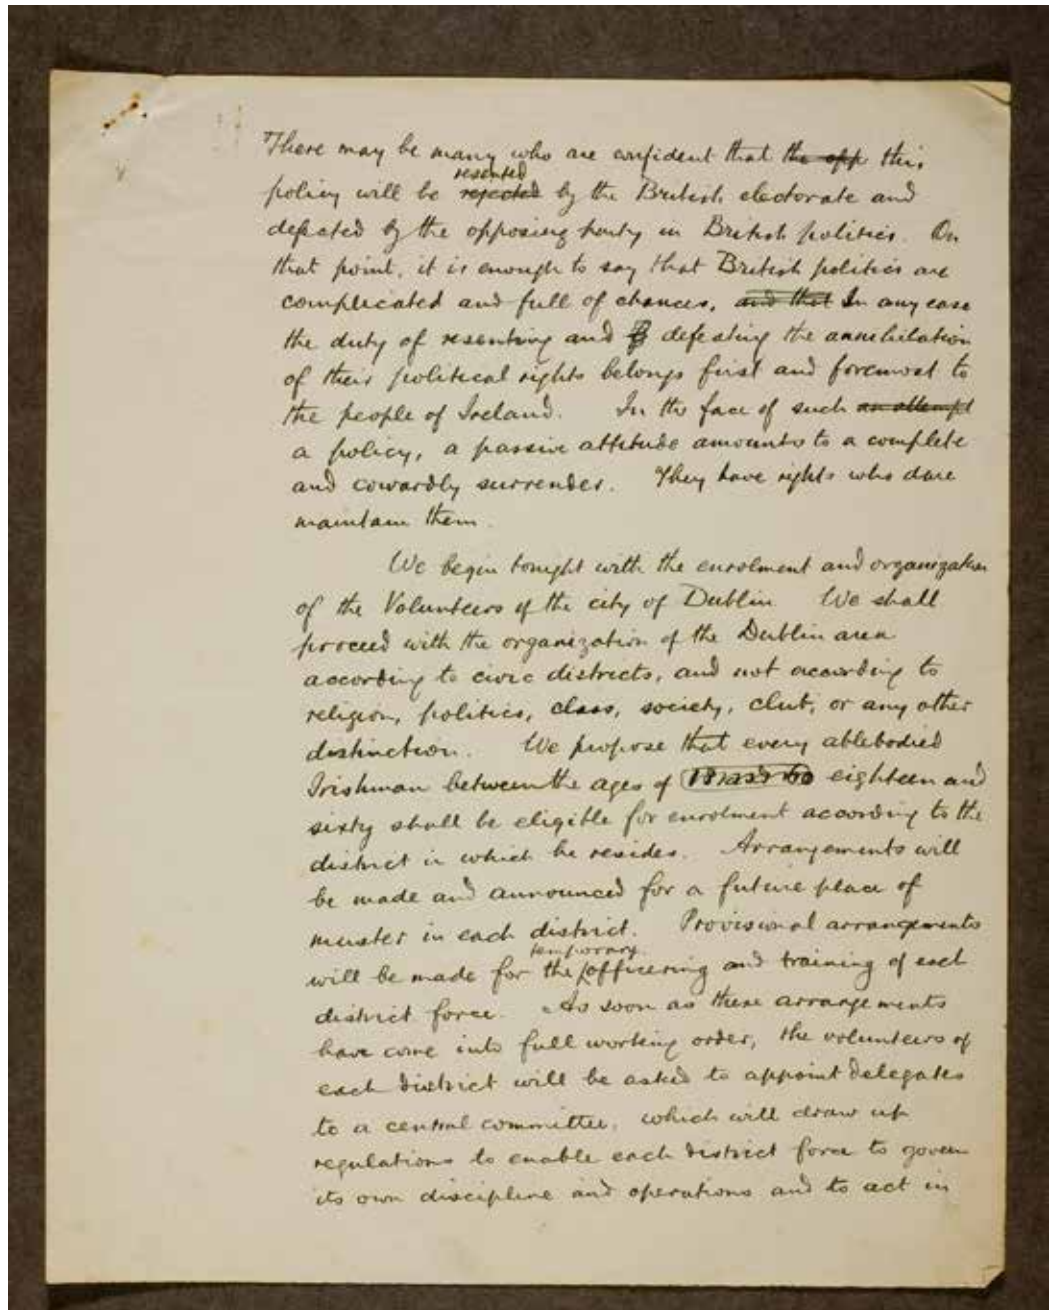 There may be many who are confident that the opp this
resented
policy will be rejected by the British electorate and
defeated by the opposing party in British politics. On
that point, it is enough to say that British politics are
complicated and full of chances, and that In any case
the duty of resenting and defeating the annihilation
of their political rights belongs first and foremost to
the people of Ireland. In the face of such an attempt
a policy, a passive attitude amounts to a complete
and cowardly surrender. They have rights who dare
maintain them.
We begin tonight with the enrolment and organization
of the Volunteers of the city of Dublin We shall
proceed with the organization of the Dublin area
according to civic districts, and not according to
religion, politics, class, society, club, or any other
distinction. We propose that every ablebodied
Irishman between the ages of 18 and 60 eighteen and
sixty shall be eligible for enrolment according to the
district in which he resides. Arrangements will
be made and announced for a future place of
muster in each district. Provisional arrangements
temporary
will be made for the officering and training of each
district force. As soon as these arrangements
have come into full working order, the volunteers of
each district will be asked to appoint delegates
to a central committee, which will draw up
regulations to enable each district force to govern
its own discipline and operations and to act in